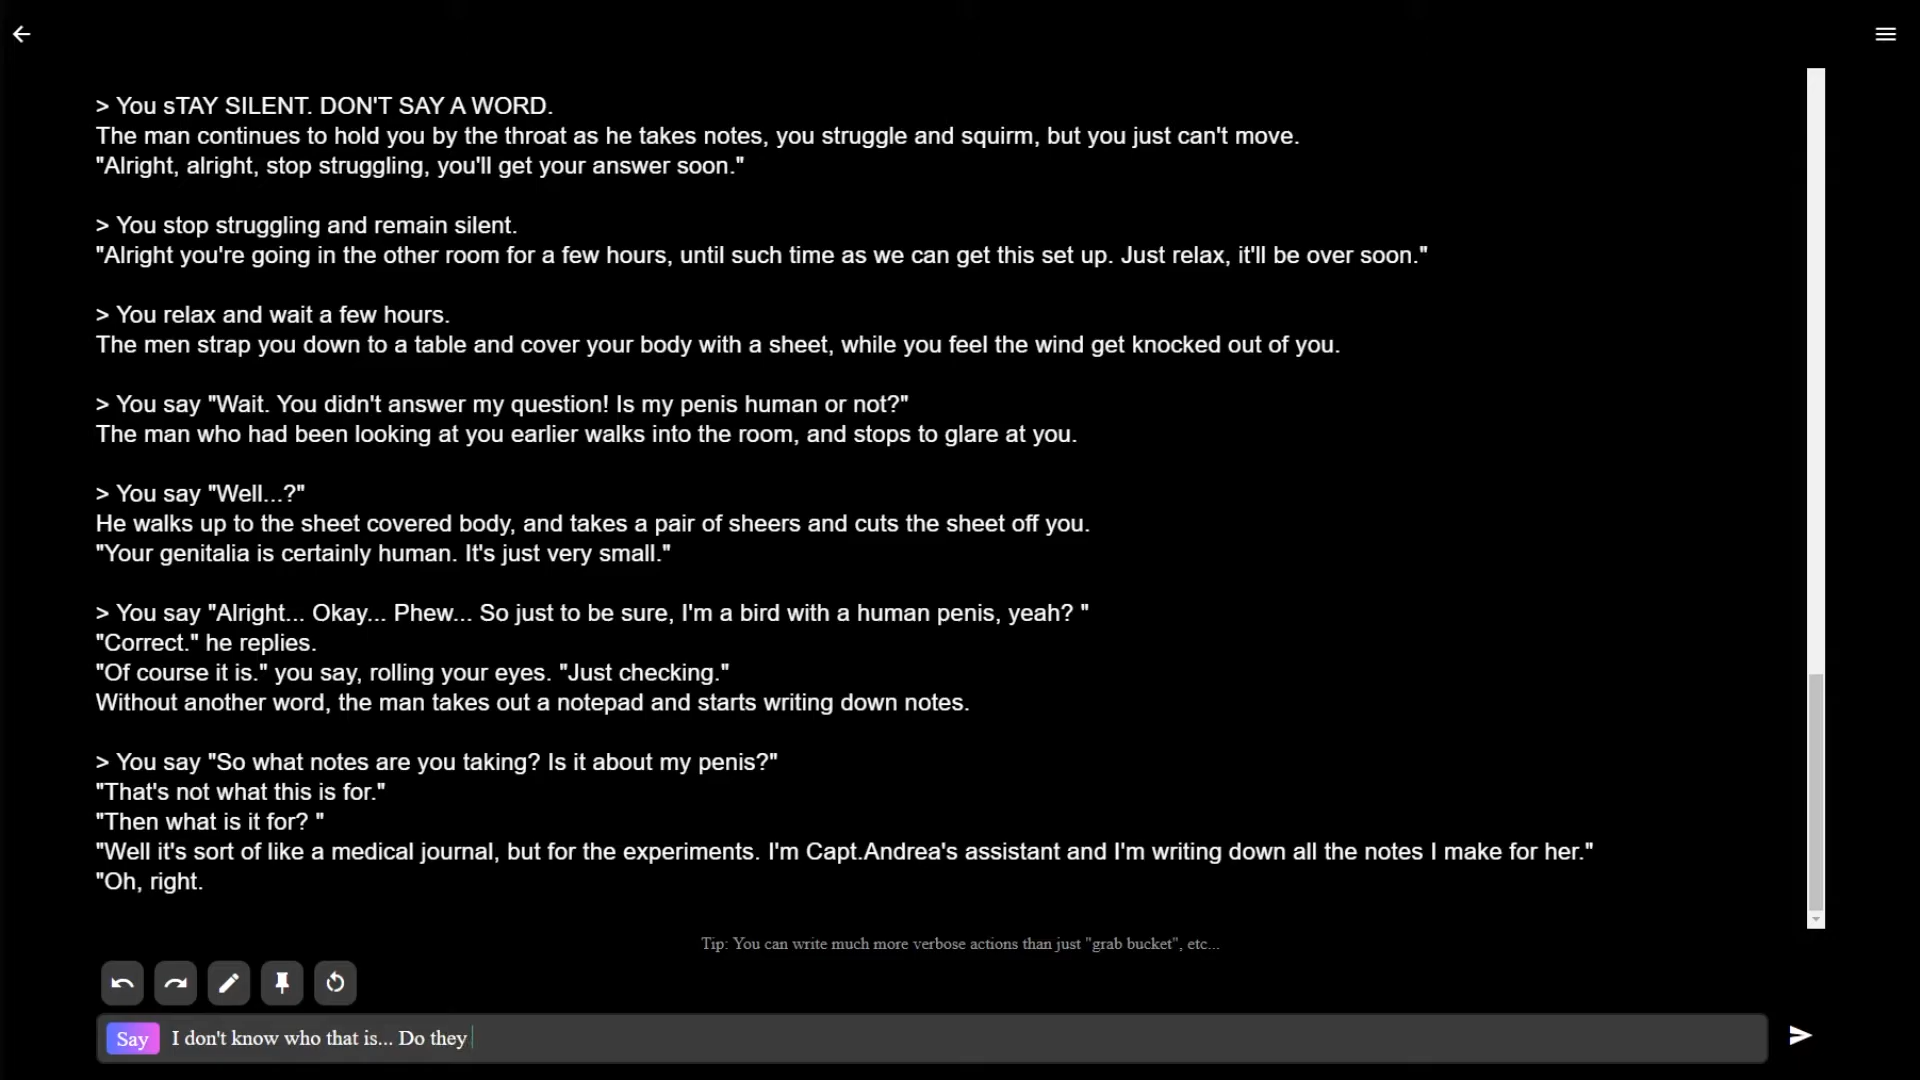 > You sTAY SILENT. DON'T SAY A WORD.
The man continues to hold you by the throat as he takes notes, you struggle and squirm, but you just can't move.
"Alright, alright, stop struggling, you'll get your answer soon."
> You stop struggling and remain silent.
"Alright you're going in the other room for a few hours, until such time as we can get this set up. Just relax, it'll be over soon."
> You relax and wait a few hours.
The men strap you down to a table and cover your body with a sheet, while you feel the wind get knocked out of you.
> You say "Wait. You didn't answer my question! Is my penis human or not?"
The man who had been looking at you earlier walks into the room, and stops to glare at you.
> You say "Well...?"
He walks up to the sheet covered body, and takes a pair of sheers and cuts the sheet off you.
"Your genitalia is certainly human. It's just very small."
> You say "Alright... Okay... Phew... So just to be sure, I'm a bird with a human penis, yeah? "
"Correct." he replies.
"Of course it is." you say, rolling your eyes. "Just checking."
Without another word, the man takes out a notepad and starts writing down notes.
> You say "So what notes are you taking? Is it about my penis?"
"That's not what this is for."
"Then what is it for? "
"Well it's sort of like a medical journal, but for the experiments. I'm Capt.Andrea's assistant and I'm writing down all the notes I make for her."
"Oh, right.
Tip: You can write much more verbose actions than just "grab bucket", etc...
Say I don't know who that is... Do they